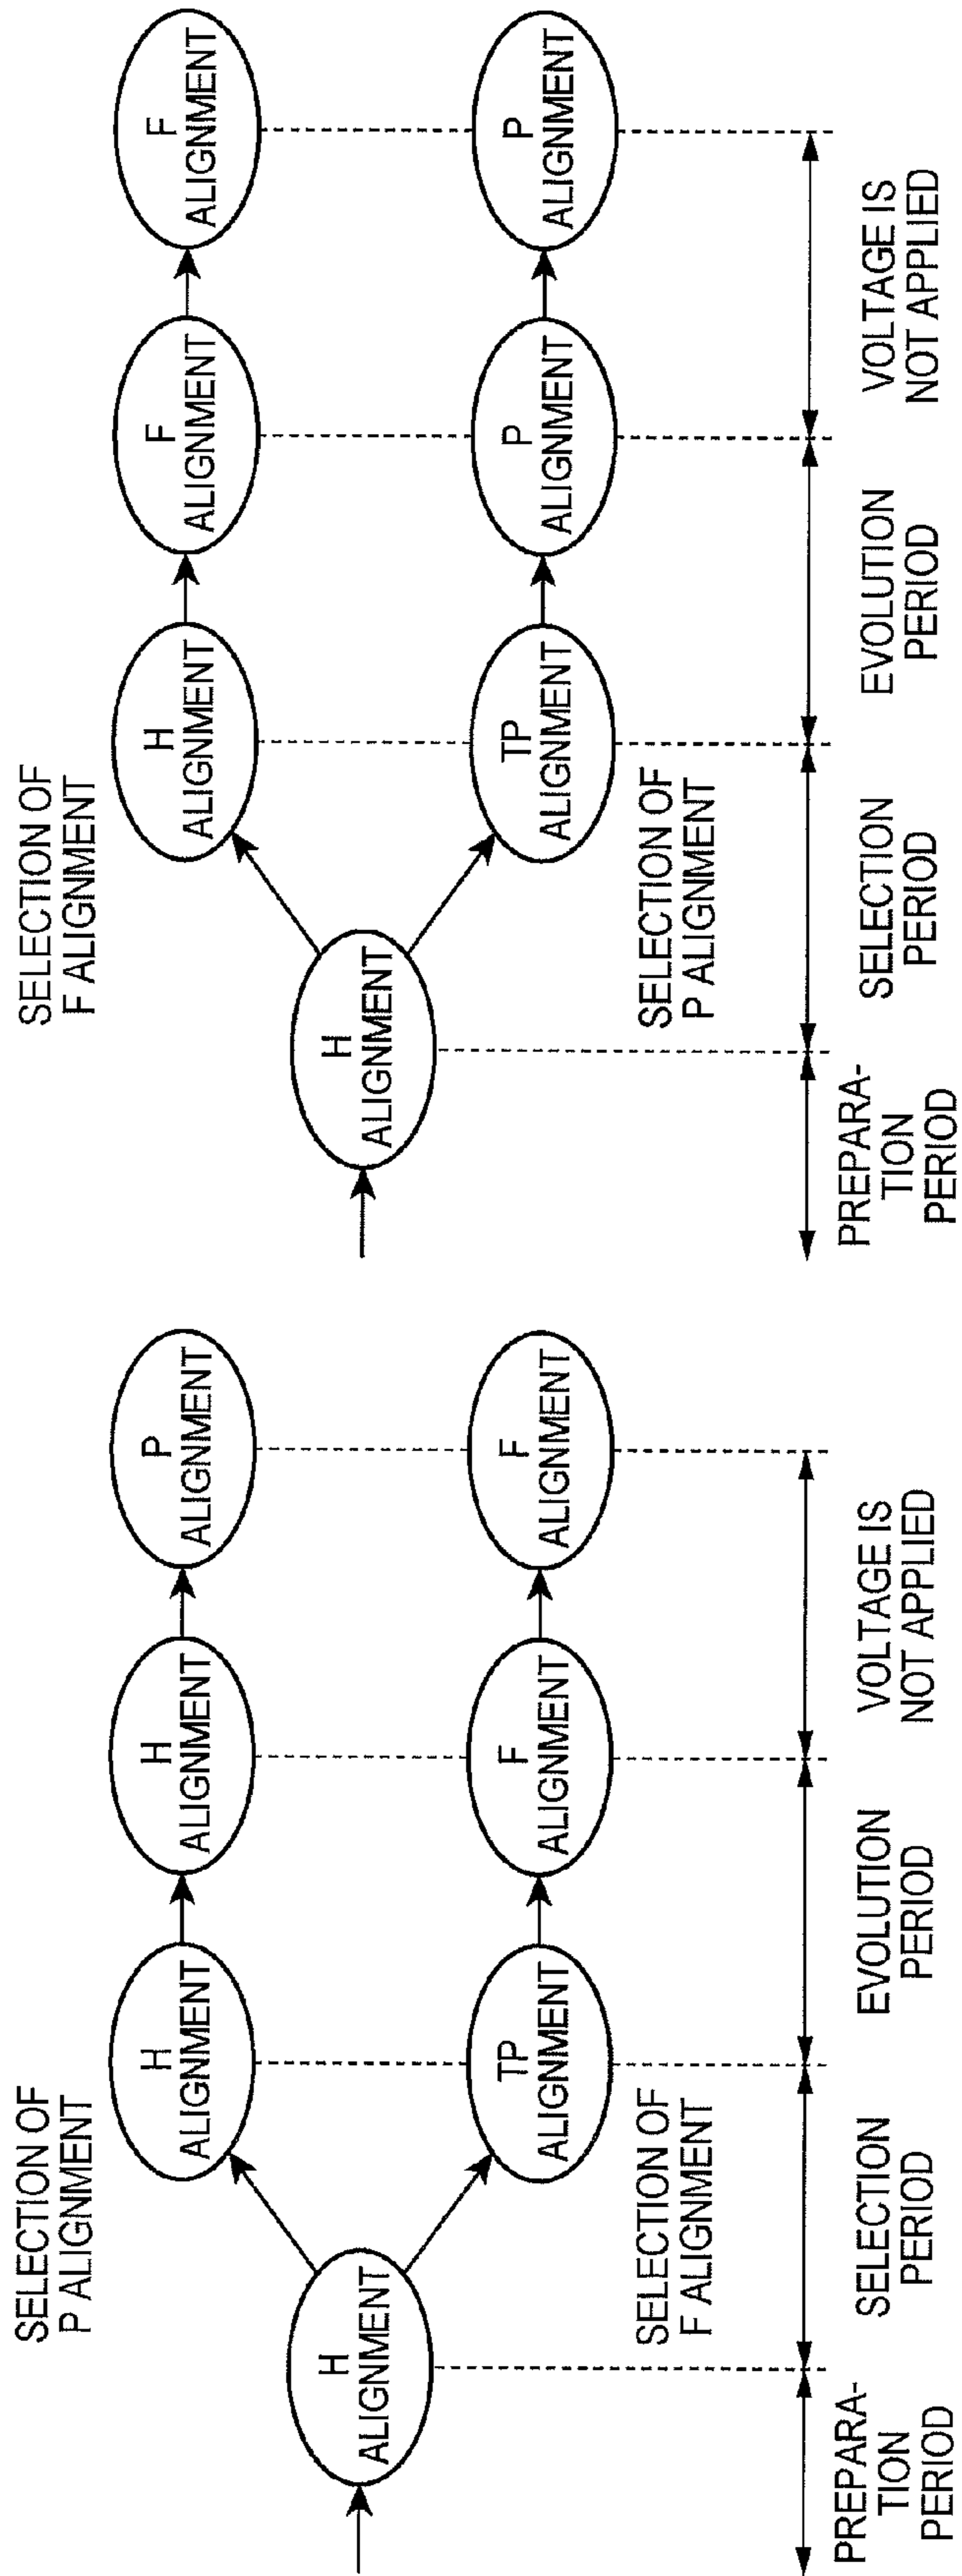 SELECTION OF
P ALIGNMENT
H
ALIGNMENT
H
ALIGNMENT
H
ALIGNMENT
P
ALIGNMENT
TP
ALIGNMENT
F
ALIGNMENT
F
ALIGNMENT
SELECTION OF
F ALIGNMENT
PREPARA-
TION
PERIOD
SELECTION
PERIOD
EVOLUTION
PERIOD
VOLTAGE IS
NOT APPLIED
SELECTION OF
F ALIGNMENT
H
ALIGNMENT
H
ALIGNMENT
F
ALIGNMENT
F
ALIGNMENT
TP
ALIGNMENT
P
ALIGNMENT
P
ALIGNMENT
SELECTION OF
P ALIGNMENT
PREPARA-
TION
PERIOD
SELECTION
PERIOD
EVOLUTION
PERIOD
VOLTAGE IS
NOT APPLIED